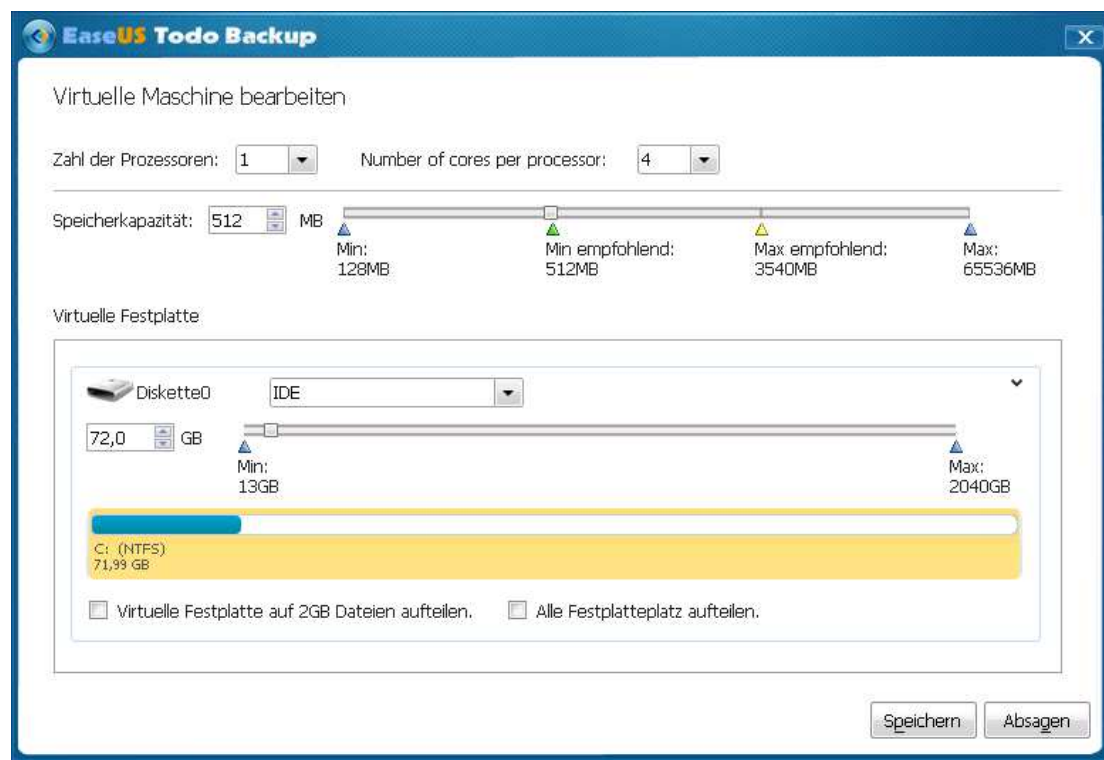 EaseUS Todo Backup
Virtuelle Maschine bearbeiten
Zahl der Prozessoren: 1 Number of cores per processor: 4
Speicherkapazität: 512 MB
Min: Min empfohlend: Max empfohlend: Max:
128MB 512MB 3540MB 65536MB
Virtuelle Festplatte
Diskette0 IDE
72,0 GB
Min: Max:
13GB 2040GB
C: (NTFS)
71,99 GB
Virtuelle Festplatte auf 2GB Dateien aufteilen. Alle Festplatteplatz aufteilen.
Speichern Absagen